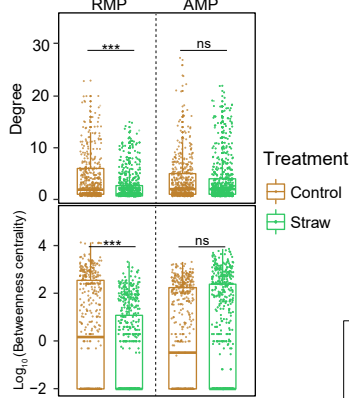 RMP AMP
30
20
10
0
Degree
*** ns
4
2
0
−2
Log10 (Betweenness centrality)
*** ns
Treatment
Control
Straw